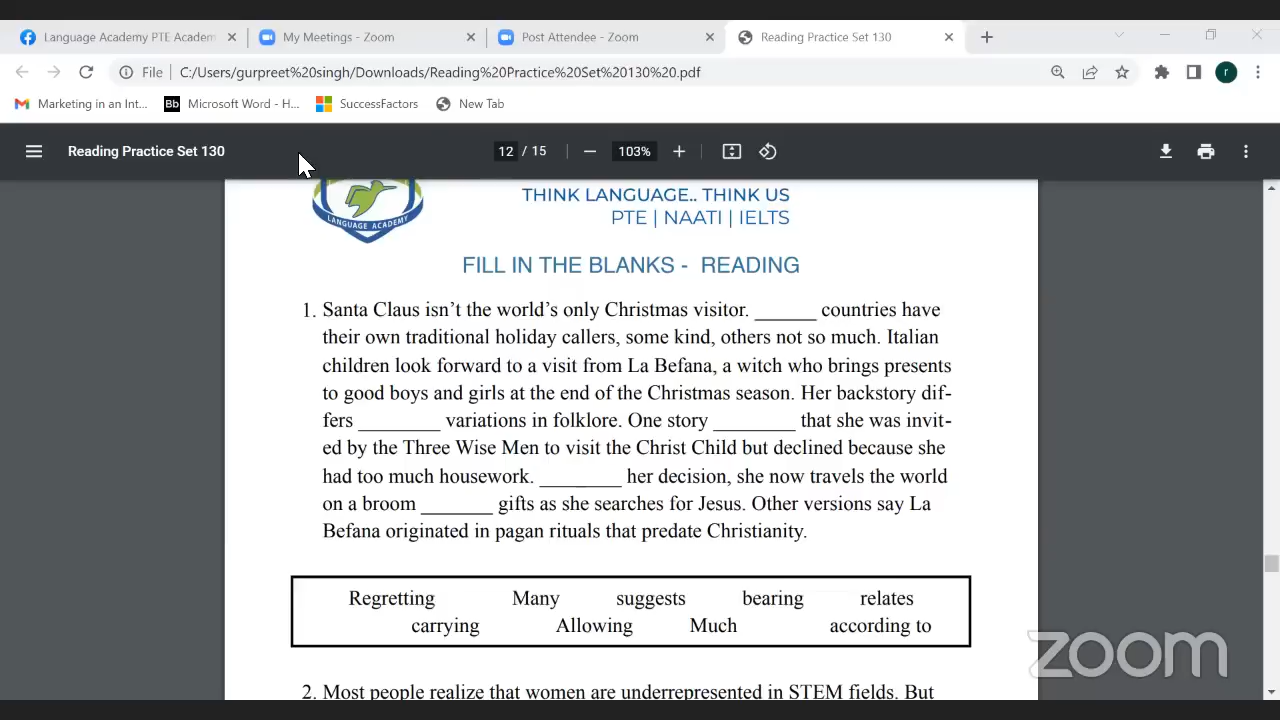 Language Academy PTE Academ
My Meetings - Zoom
Post Attendee - Zoom
Reading Practice Set 130
File
C:/Users/gurpreet%20singh/Downloads/Reading%20Practice%20Set%20130%20.pdf
r
Marketing in an Int...
Bb Microsoft Word - H...
SuccessFactors
New Tab
Reading Practice Set 130
12 / 15
103%
LANGUAGE ACADEMY
THINK LANGUAGE.. THINK US
PTE | NAATI | IELTS
FILL IN THE BLANKS - READING
1. Santa Claus isn’t the world’s only Christmas visitor. ______ countries have
their own traditional holiday callers, some kind, others not so much. Italian
children look forward to a visit from La Befana, a witch who brings presents
to good boys and girls at the end of the Christmas season. Her backstory dif-
fers ________ variations in folklore. One story ________ that she was invit-
ed by the Three Wise Men to visit the Christ Child but declined because she
had too much housework. ________ her decision, she now travels the world
on a broom _______ gifts as she searches for Jesus. Other versions say La
Befana originated in pagan rituals that predate Christianity.
Regretting Many suggests bearing relates
carrying Allowing Much according to
zoom
2. Most people realize that women are underrepresented in STEM fields. But